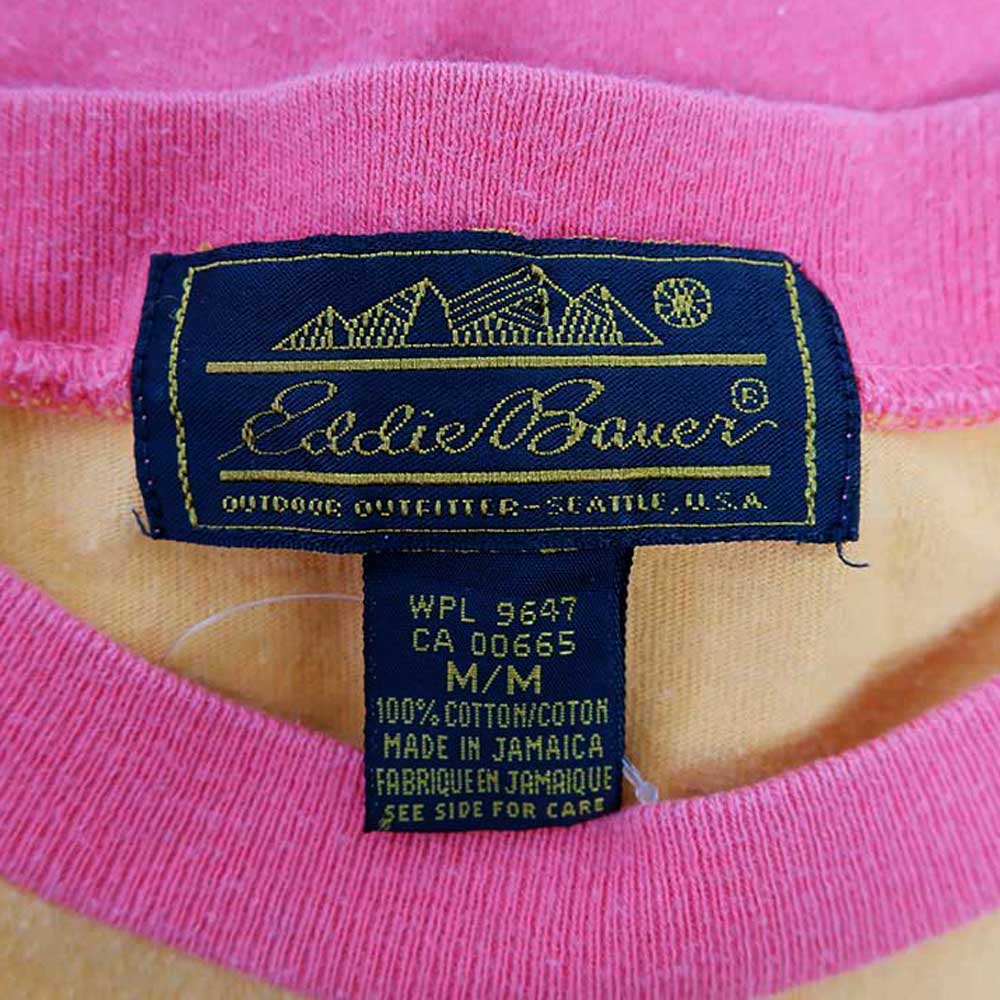 Eddie Bauer®
OUTDOOR OUTFITTER-SEATTLE, U.S.A.
WPL 9647
CA 00665
M/M
100% COTTON/COTON
MADE IN JAMAICA
FABRIQUE EN JAMAIQUE
SEE SIDE FOR CARE